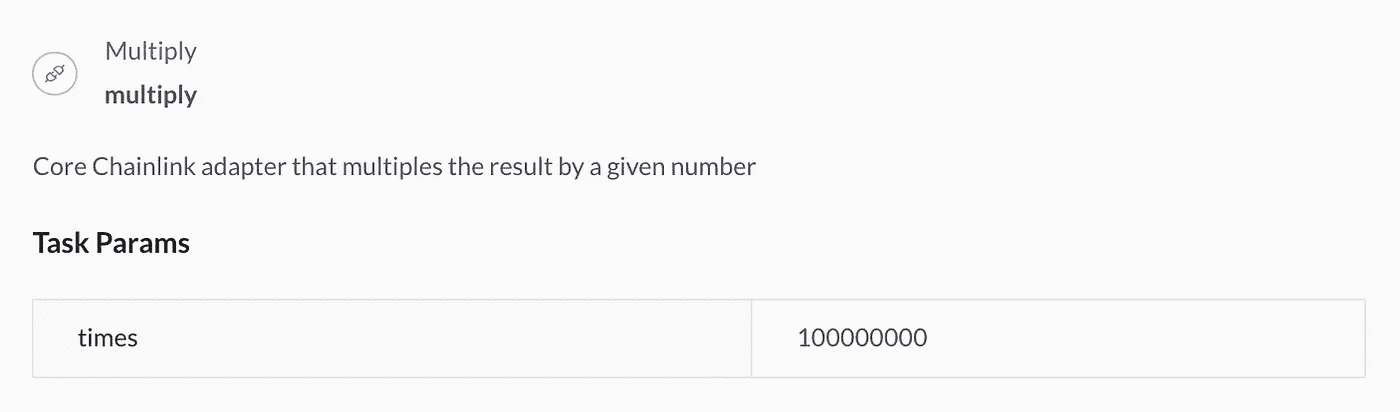 Multiply
multiply
Core Chainlink adapter that multiples the result by a given number
Task Params
times 100000000